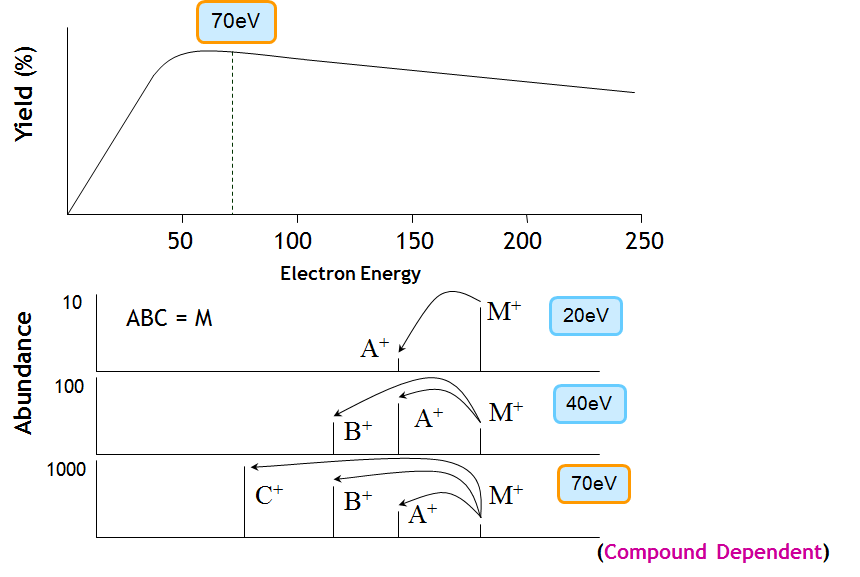 70eV
Yield (%)
50 100 150 200 250
Electron Energy
Abundance
10
ABC = M
A+
M+
20eV
100
B+
A+
M+
40eV
1000
C+
B+
A+
M+
70eV
(Compound Dependent)